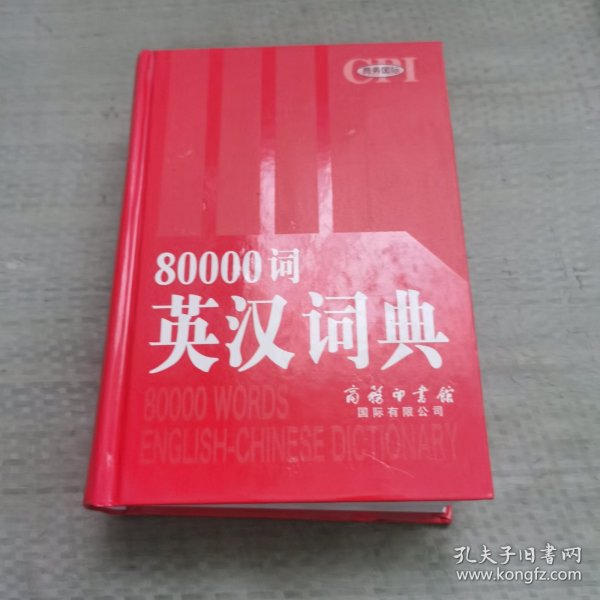 CPI
商务国际
80000词
英汉词典
商务印书馆
国际有限公司
80000 WORDS
ENGLISH-CHINESE DICTIONARY
孔夫子旧书网
www.kongfz.com